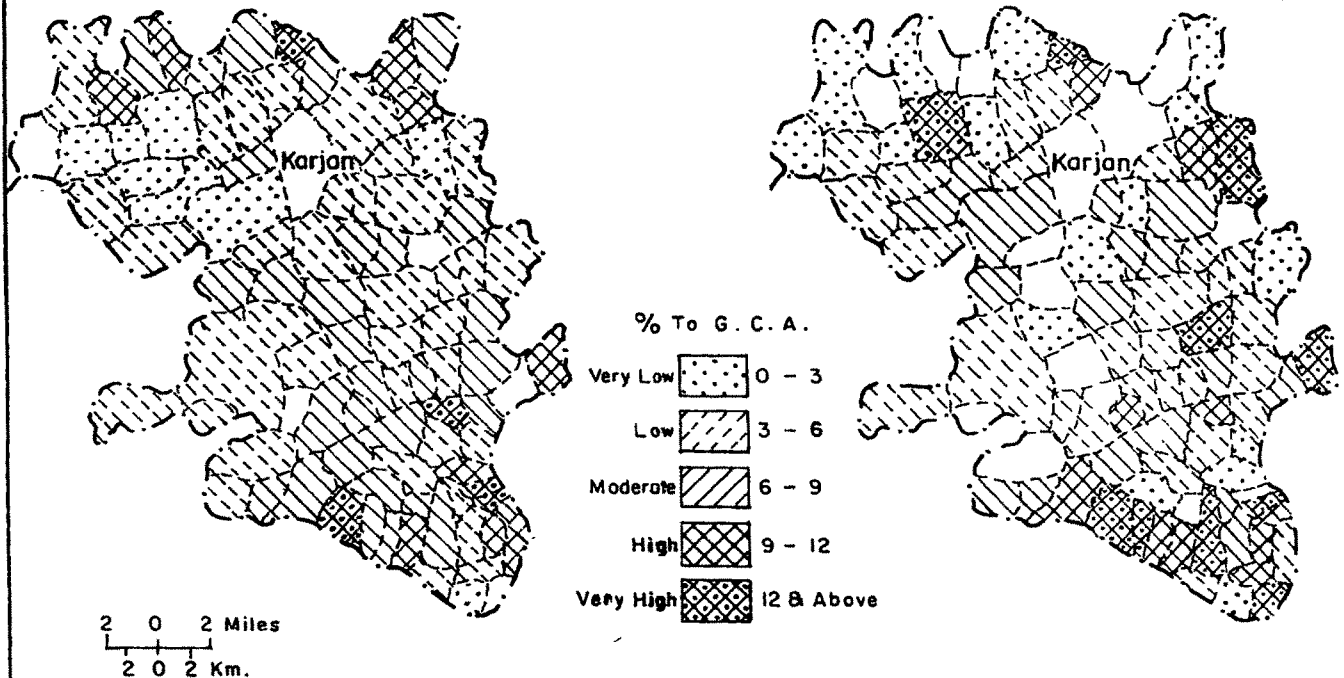 Karjan
Karjan
% To G. C. A.
Very Low 0 - 3
Low 3 - 6
Moderate 6 - 9
High 9 - 12
Very High 12 & Above
2 0 2 Miles
2 0 2 Km.